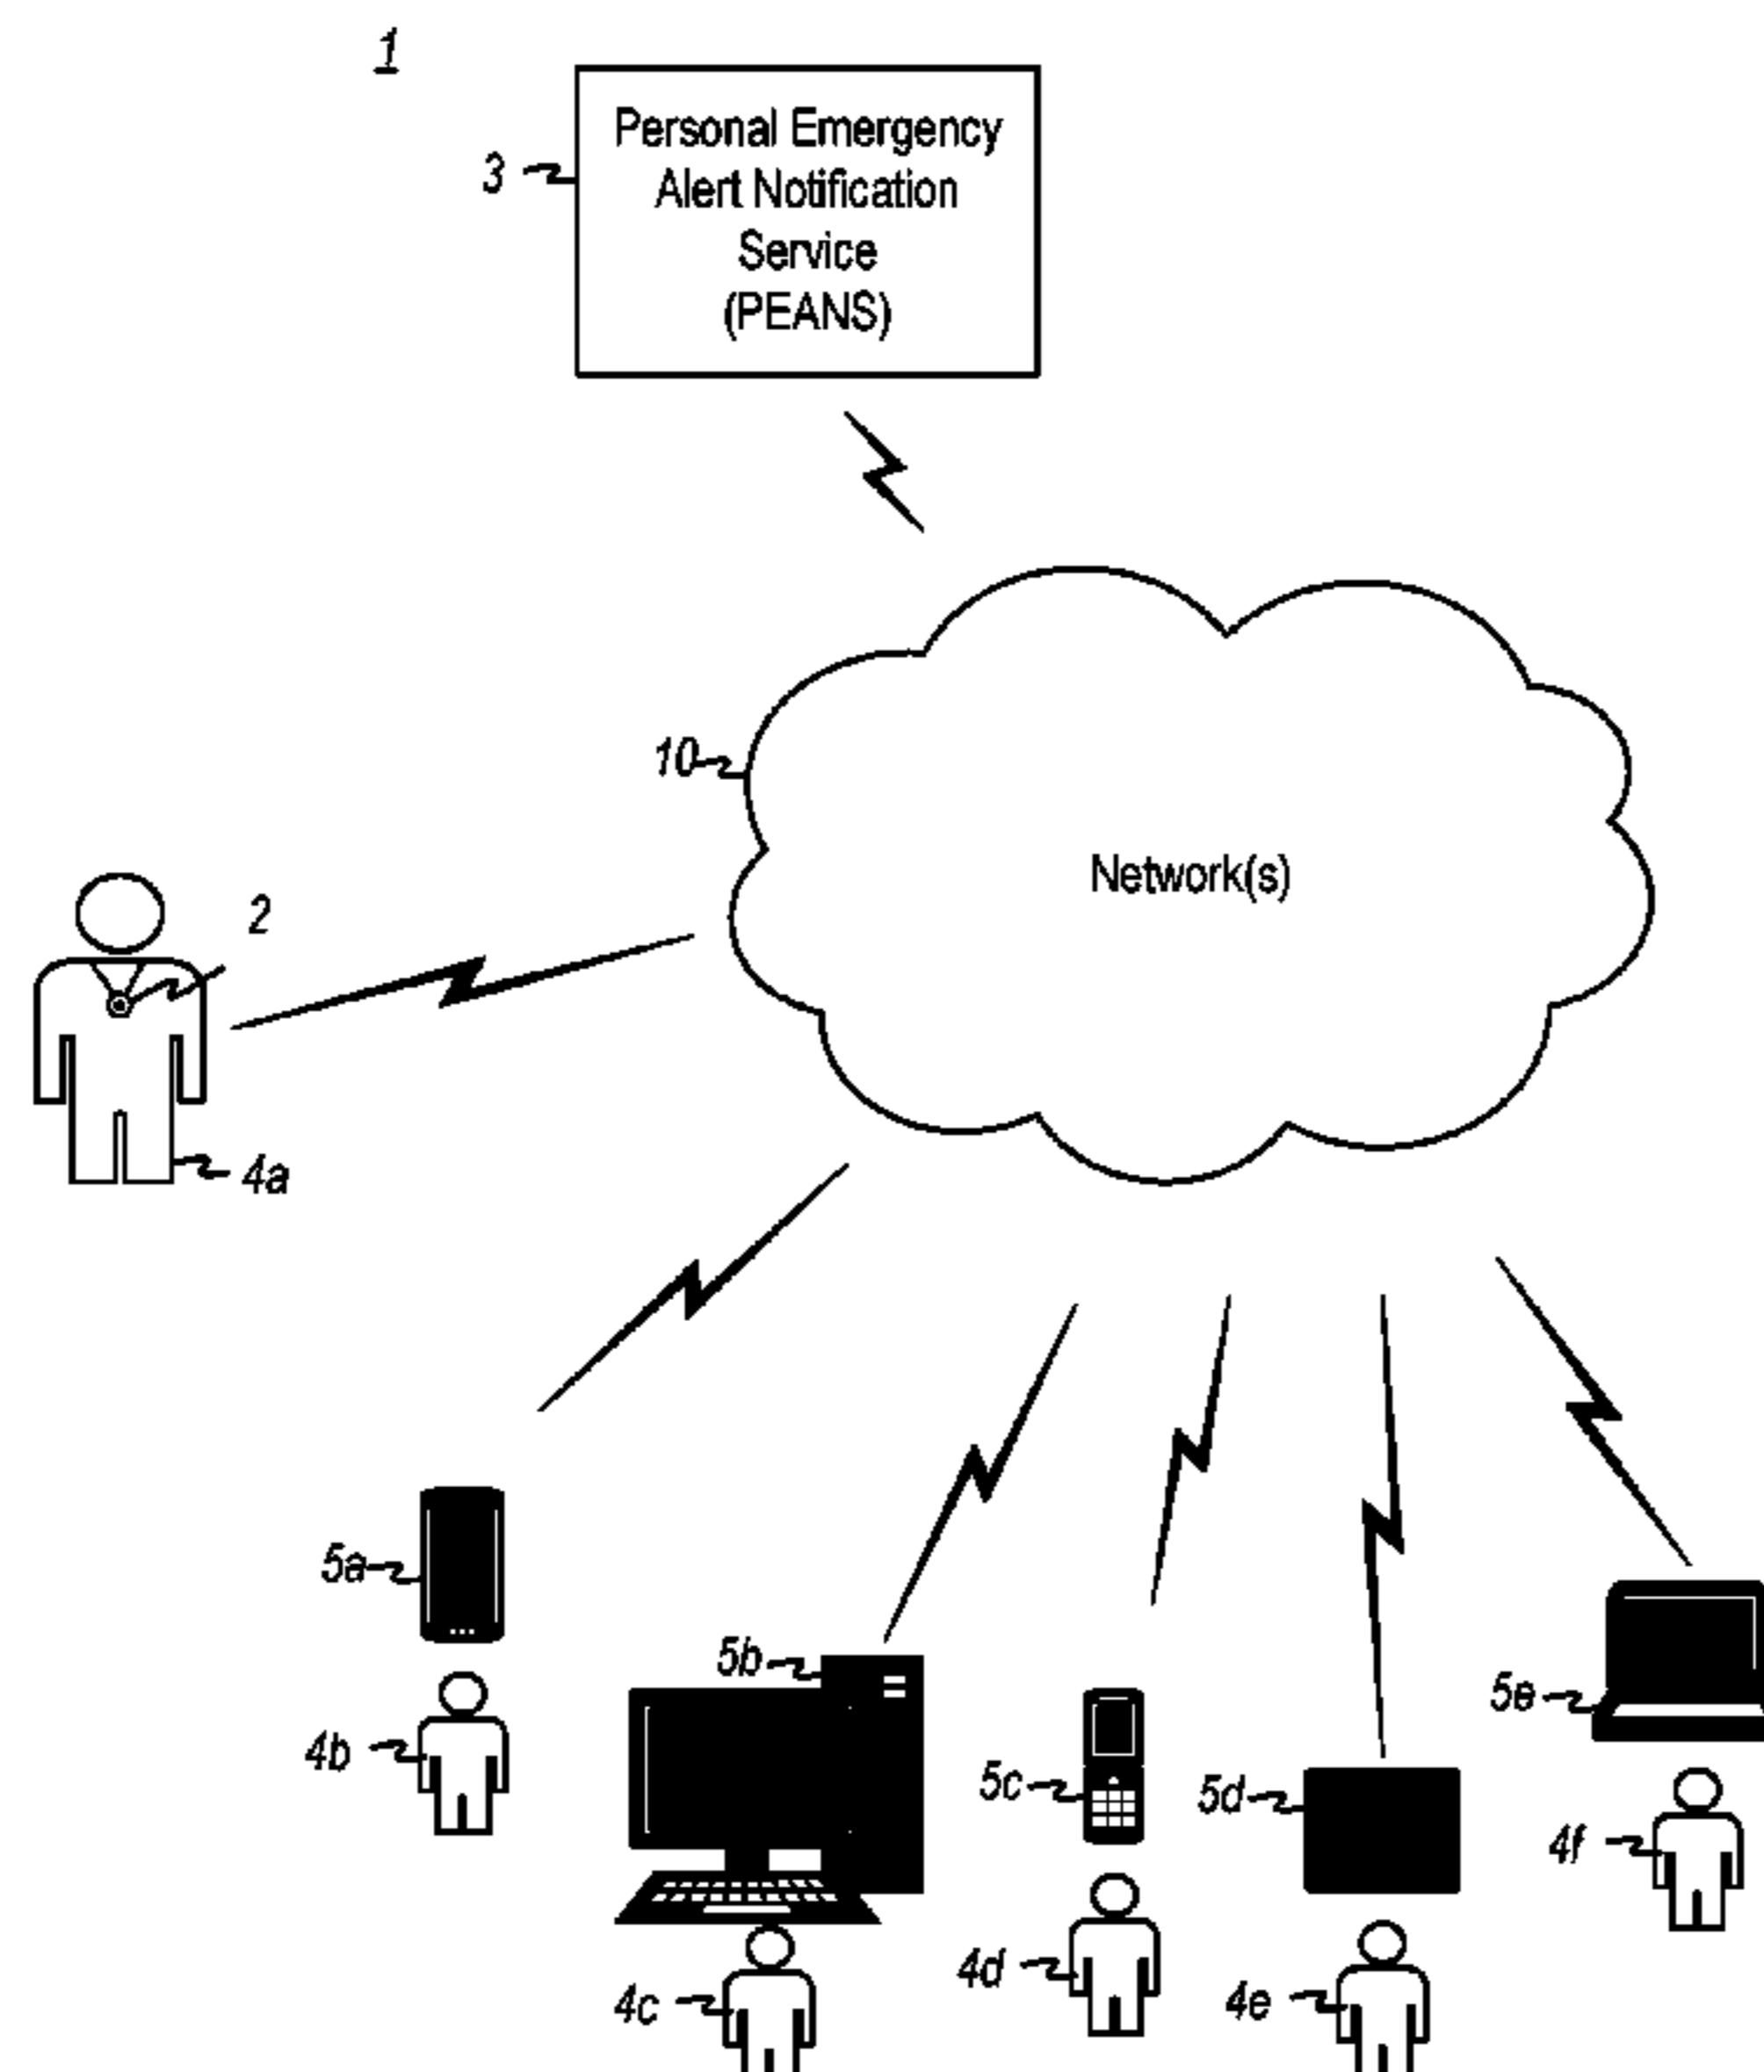 1
3
Personal Emergency
Alert Notification
Service
(PEANS)
10
Network(s)
2
4a
5a
5b
5e
4b
5c
5d
4f
4d
4c
4e